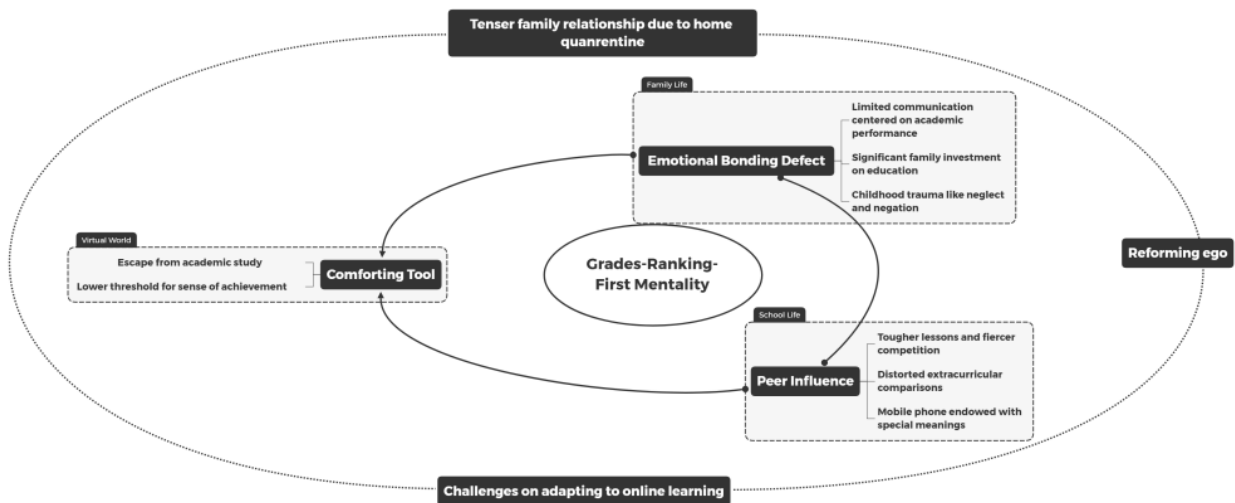 Tenser family relationship due to home
quanrentine
Family Life
Limited communication
centered on academic
performance
Emotional Bonding Defect
Significant family investment
on education
Childhood trauma like neglect
and negation
Virtual World
Escape from academic study
Lower threshold for sense of achievement
Comforting Tool
Grades-Ranking-
First Mentality
Reforming ego
School Life
Tougher lessons and fiercer
competition
Peer Influence
Distorted extracurricular
comparisons
Mobile phone endowed with
special meanings
Challenges on adapting to online learning